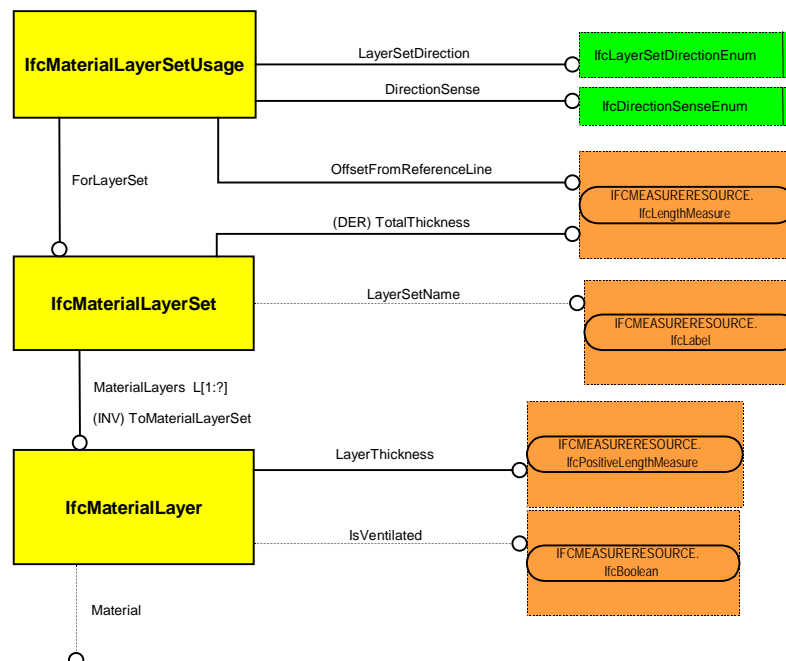 LayerSetDirection
IfcLayerSetDirectionEnum
IfcMaterialLayerSetUsage
DirectionSense
IfcDirectionSenseEnum
ForLayerSet
OffsetFromReferenceLine
IFCMEASURERESOURCE.
IfcLengthMeasure
(DER) TotalThickness
IfcMaterialLayerSet
LayerSetName
IFCMEASURERESOURCE.
IfcLabel
MaterialLayers L[1:?]
(INV) ToMaterialLayerSet
LayerThickness
IFCMEASURERESOURCE.
IfcPositiveLengthMeasure
IfcMaterialLayer
IsVentilated
IFCMEASURERESOURCE.
IfcBoolean
Material